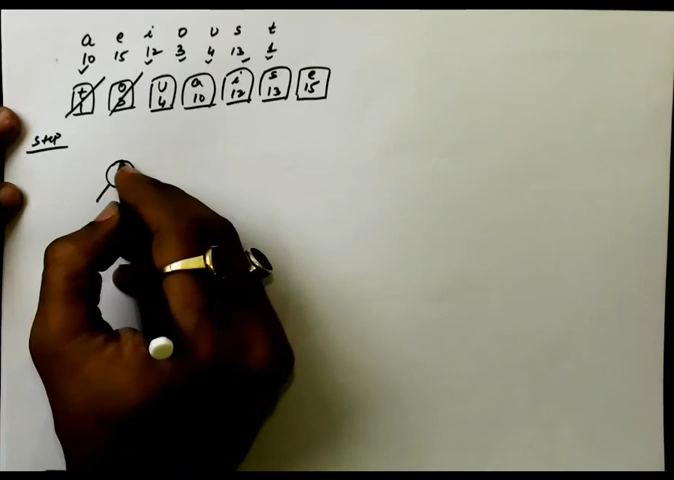 a e i o u s t
10 15 12 3 4 13 1
t o u a i s e
1 3 4 10 12 13 15
step